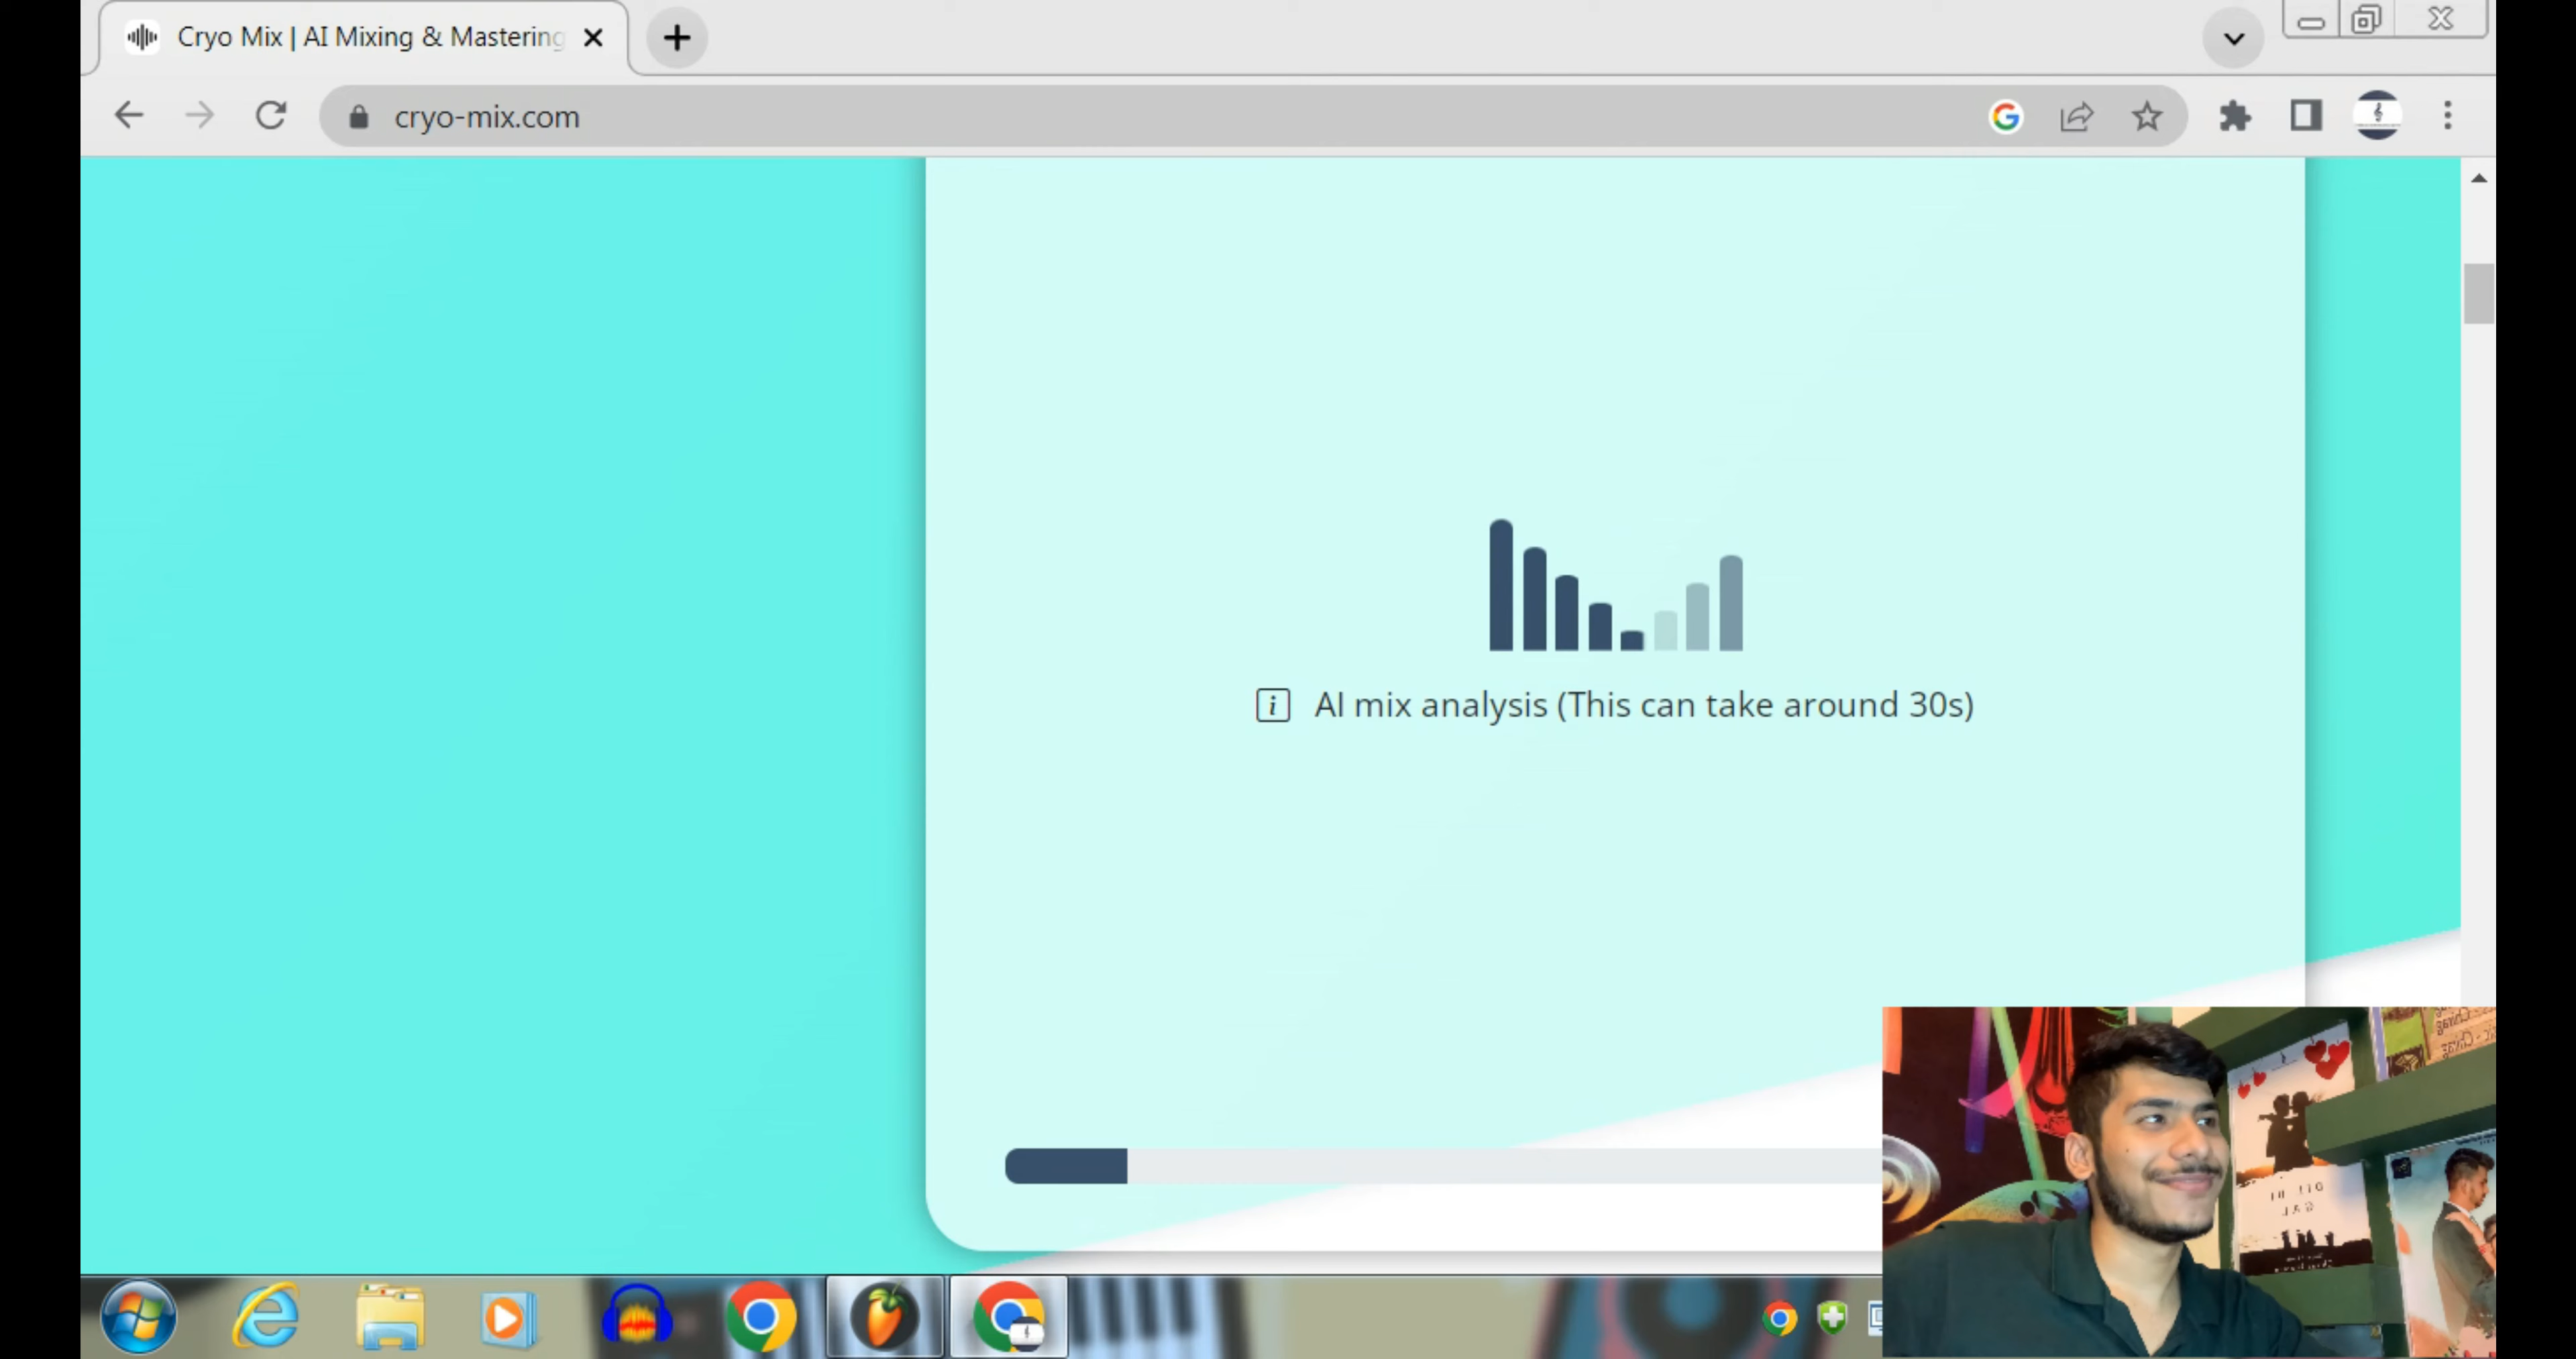 Cryo Mix | AI Mixing & Mastering
cryo-mix.com
AI mix analysis (This can take around 30s)